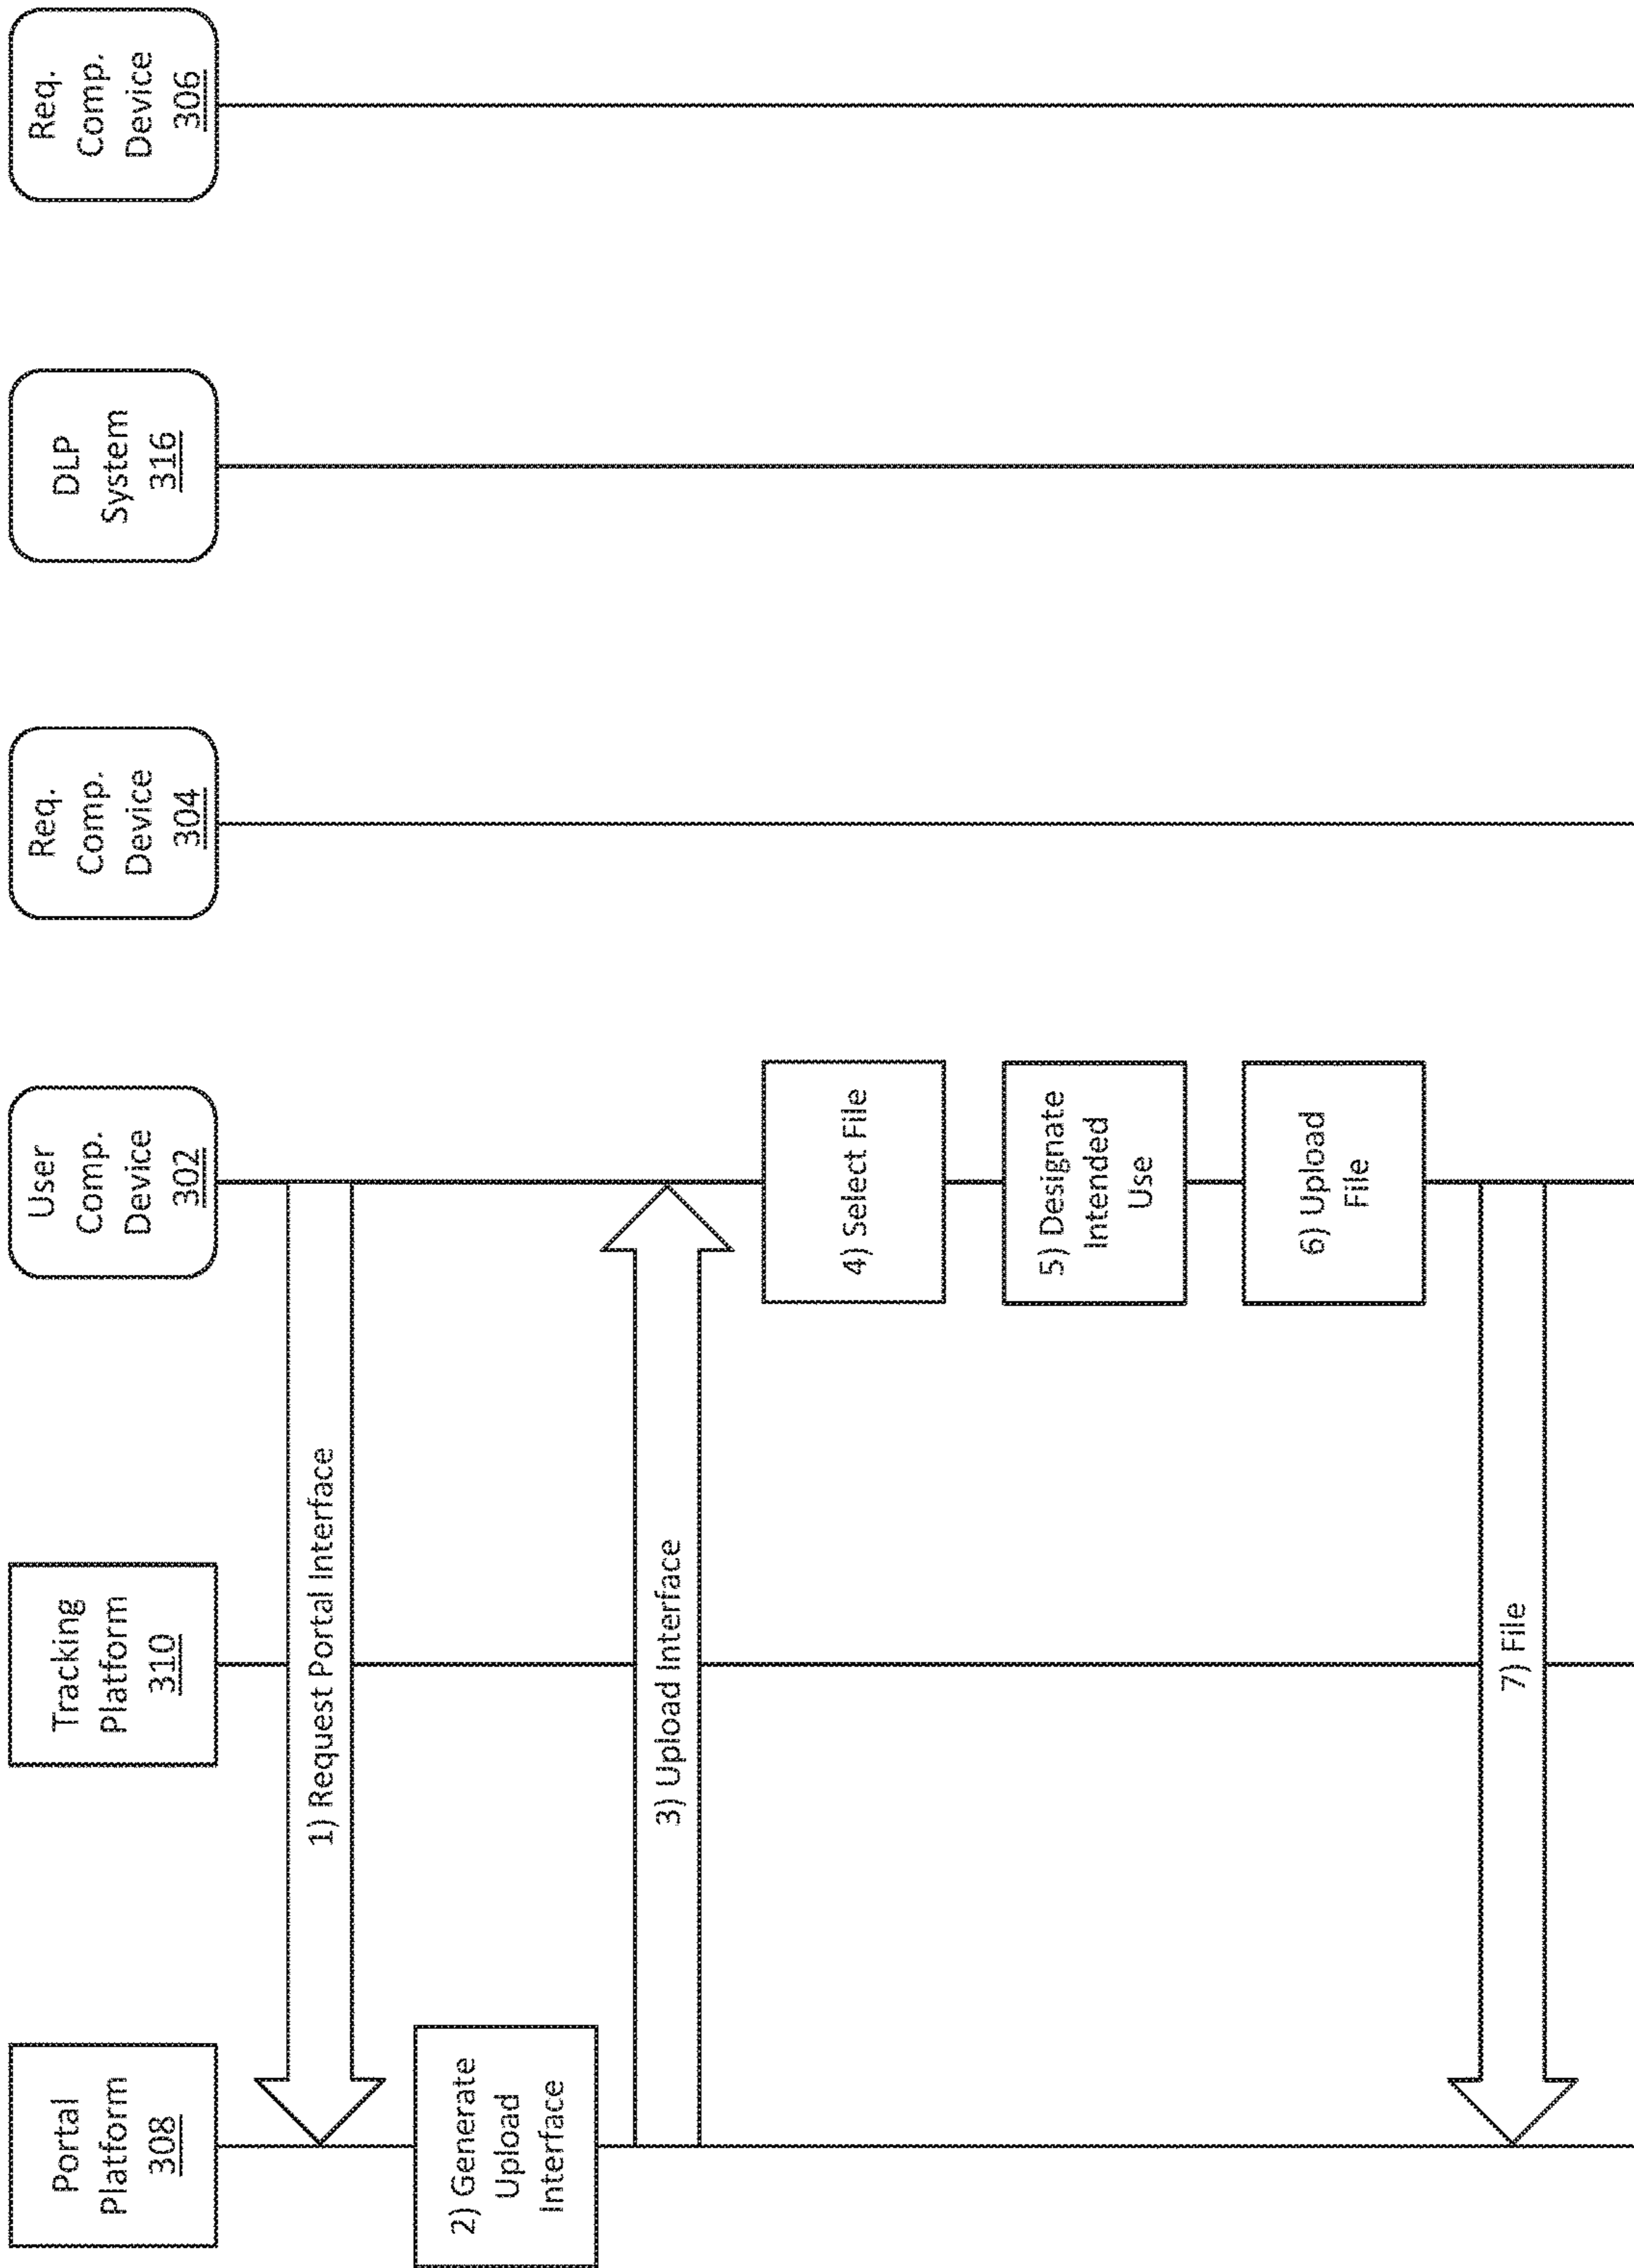 Portal
Platform
308
Tracking
Platform
310
User
Comp.
Device
302
Req.
Comp.
Device
304
DLP
System
316
Req.
Comp.
Device
306
1) Request Portal Interface
2) Generate
Upload
Interface
3) Upload Interface
4) Select File
5) Designate
Intended
Use
6) Upload
File
7) File